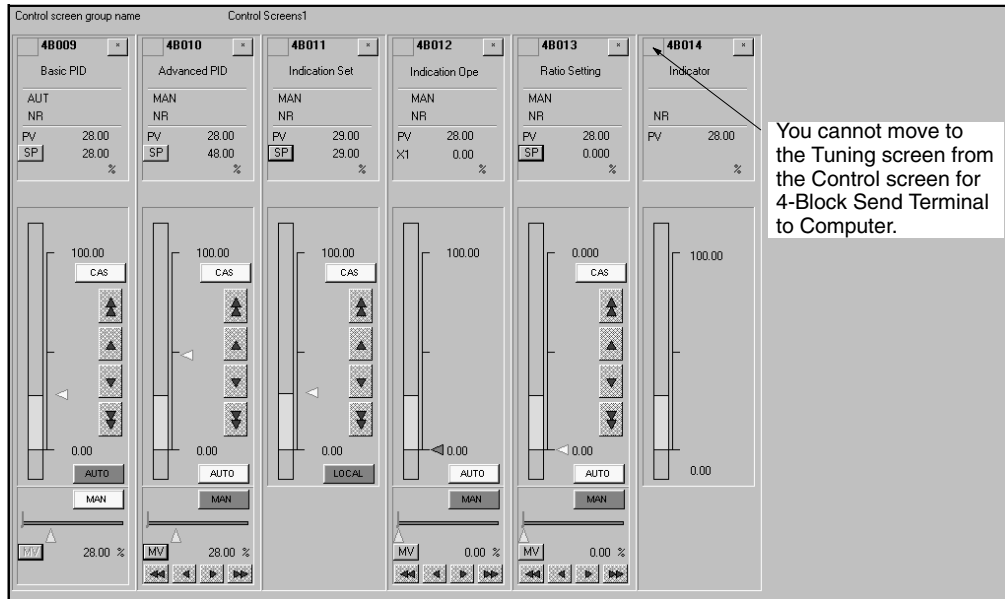 Control screen group name Control Screens1
4B009 × 4B010 × 4B011 × 4B012 × 4B013 × 4B014 ×
Basic PID Advanced PID Indication Set Indication Ope Ratio Setting Indicator
AUT MAN MAN MAN MAN
NR NR NR NR NR NR
PV 28.00 PV 28.00 PV 29.00 PV 28.00 PV 28.00 PV 28.00
SP 28.00 SP 48.00 SP 29.00 X1 0.00 SP 0.000
% % % % % %
You cannot move to
the Tuning screen from
the Control screen for
4-Block Send Terminal
to Computer.
100.00 100.00 100.00 100.00 0.000 100.00
CAS CAS CAS CAS
0.00 0.00 0.00 0.00 0.00 0.00
AUTO AUTO LOCAL AUTO AUTO
MAN MAN MAN MAN
MV 28.00 % MV 28.00 % MV 0.00 % MV 0.00 %